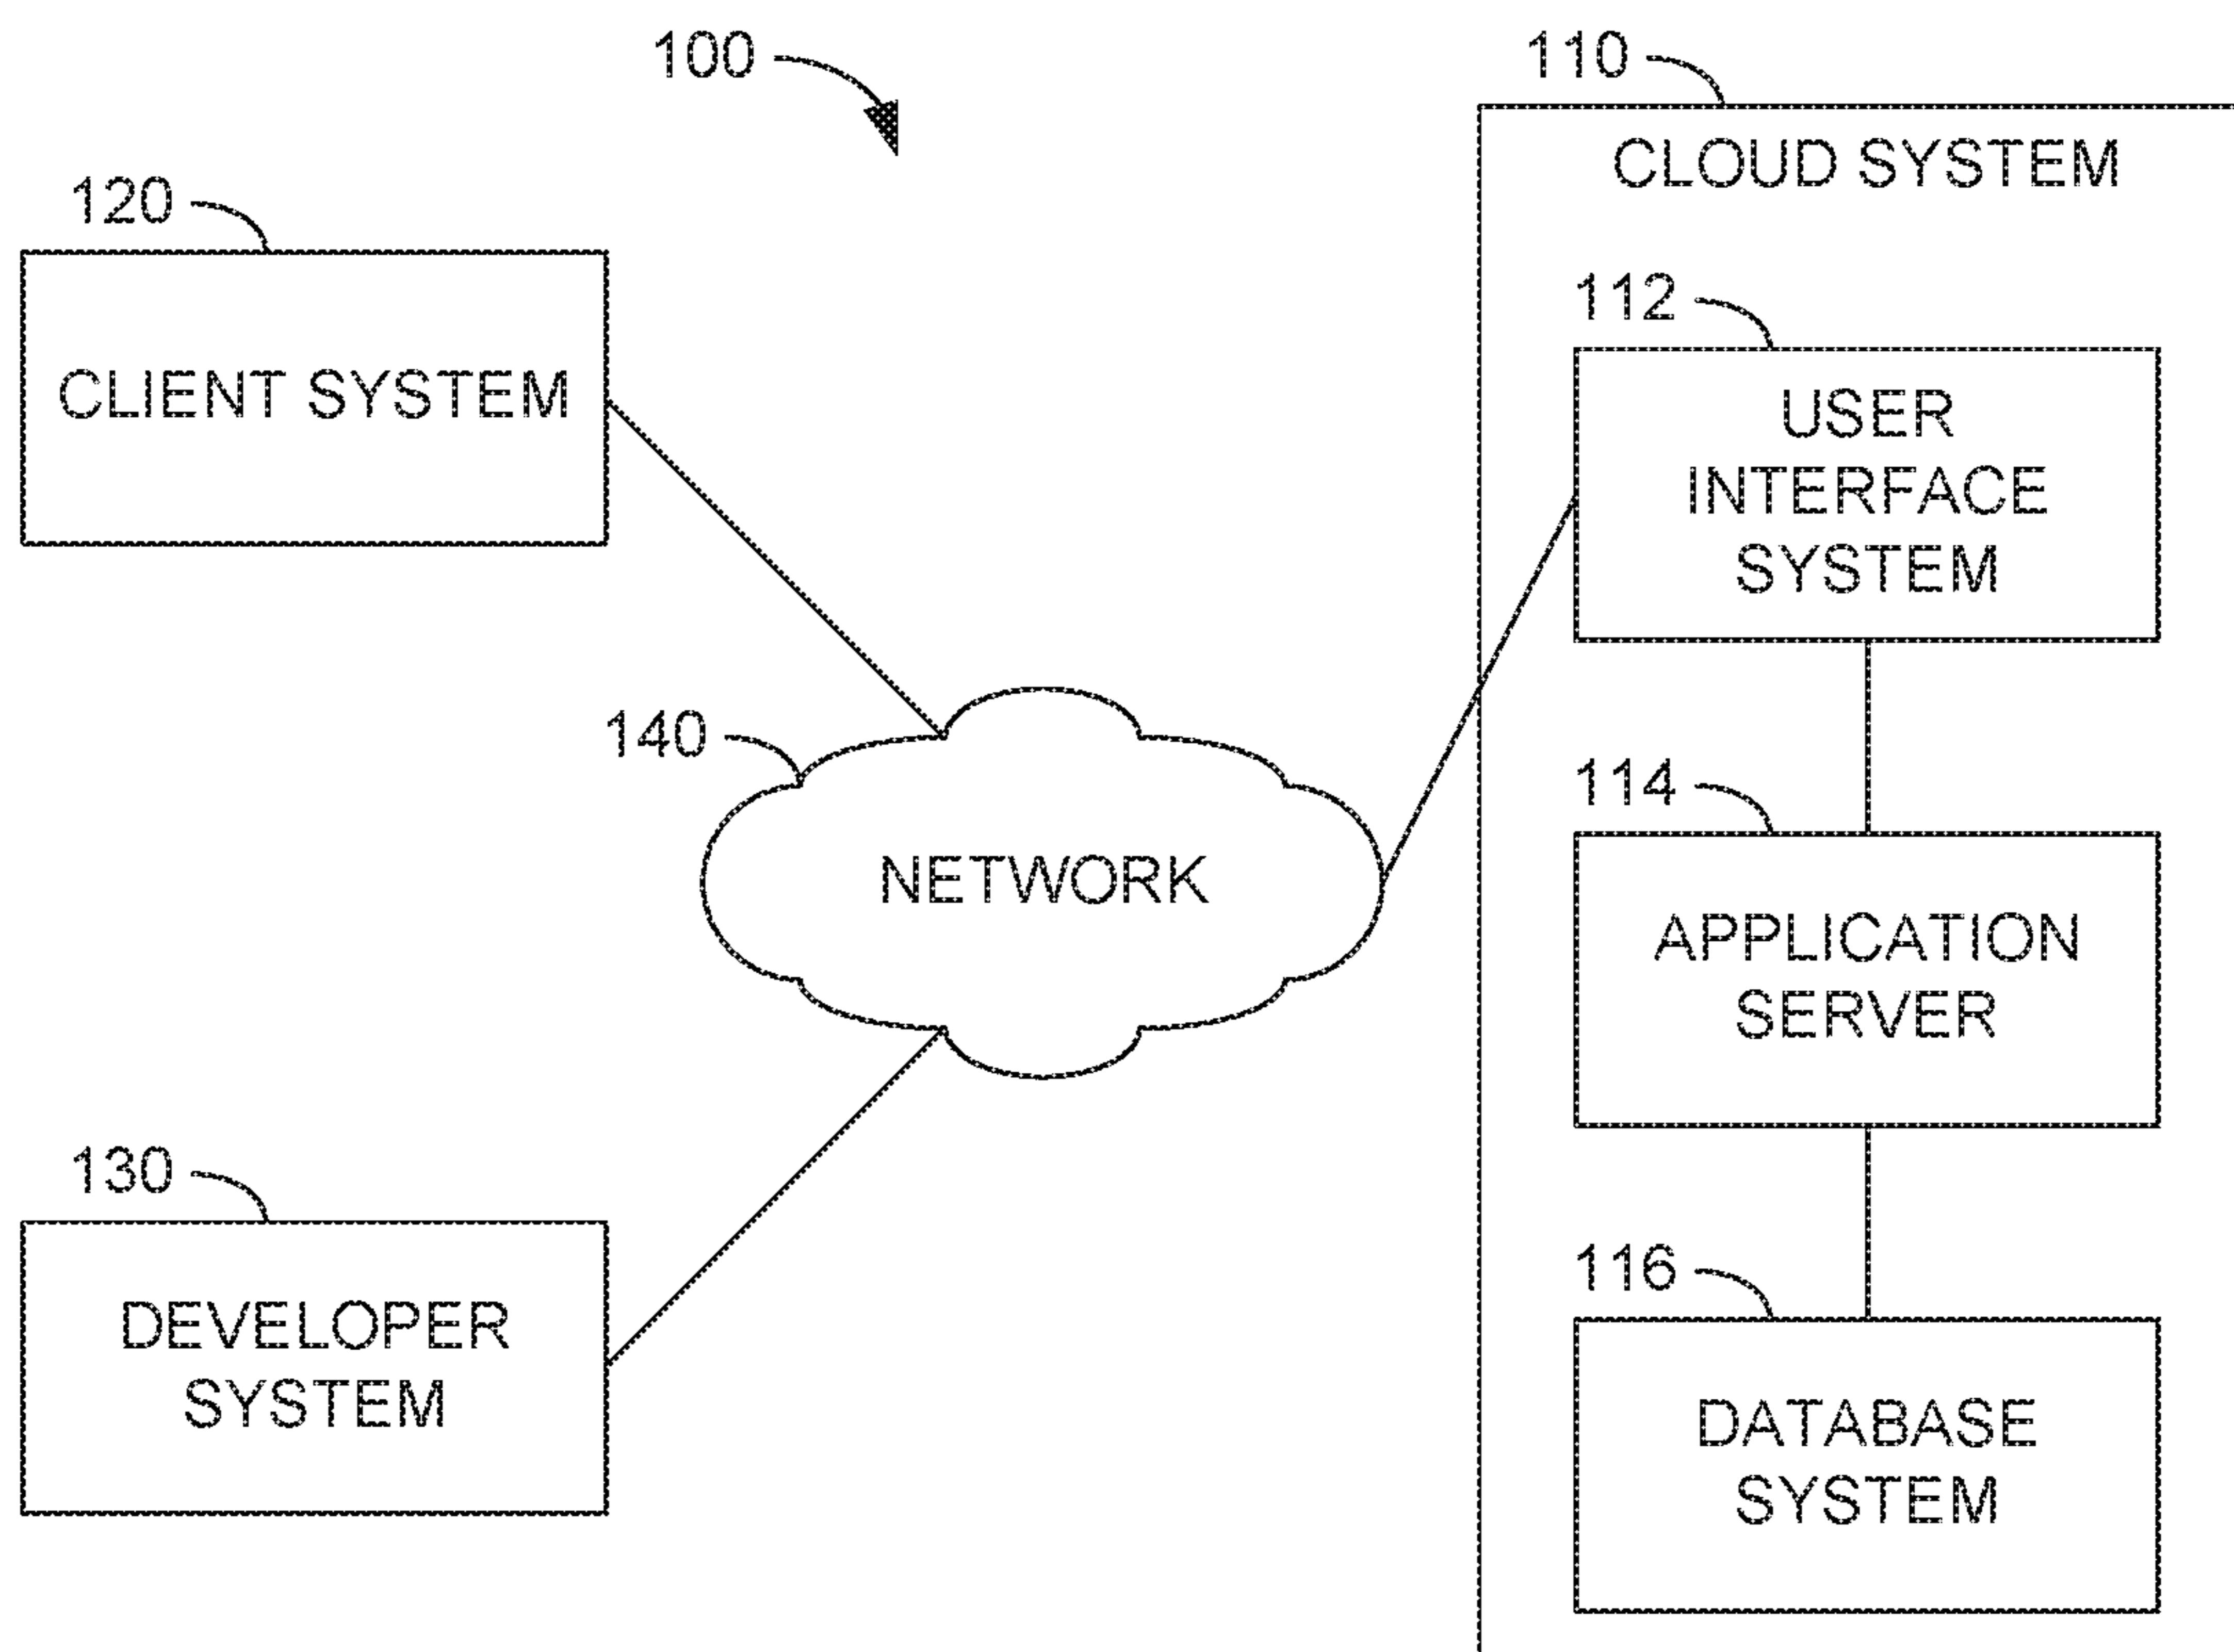 100
110
CLOUD SYSTEM
120
CLIENT SYSTEM
112
USER
INTERFACE
SYSTEM
140
NETWORK
114
APPLICATION
SERVER
130
DEVELOPER
SYSTEM
116
DATABASE
SYSTEM